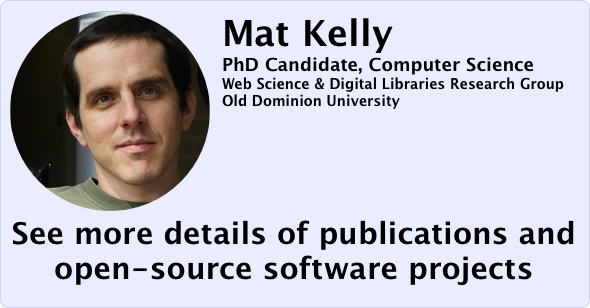 Mat Kelly
PhD Candidate, Computer Science
Web Science & Digital Libraries Research Group
Old Dominion University
See more details of publications and
open-source software projects